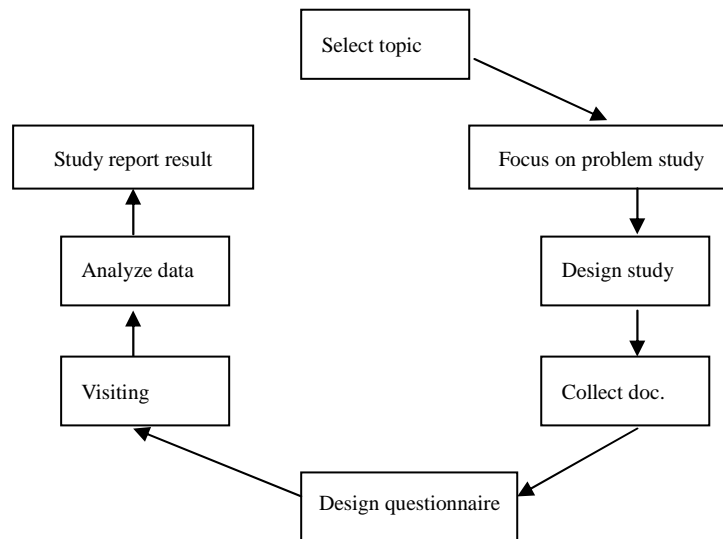 Select topic
Focus on problem study
Design study
Collect doc.
Design questionnaire
Visiting
Analyze data
Study report result